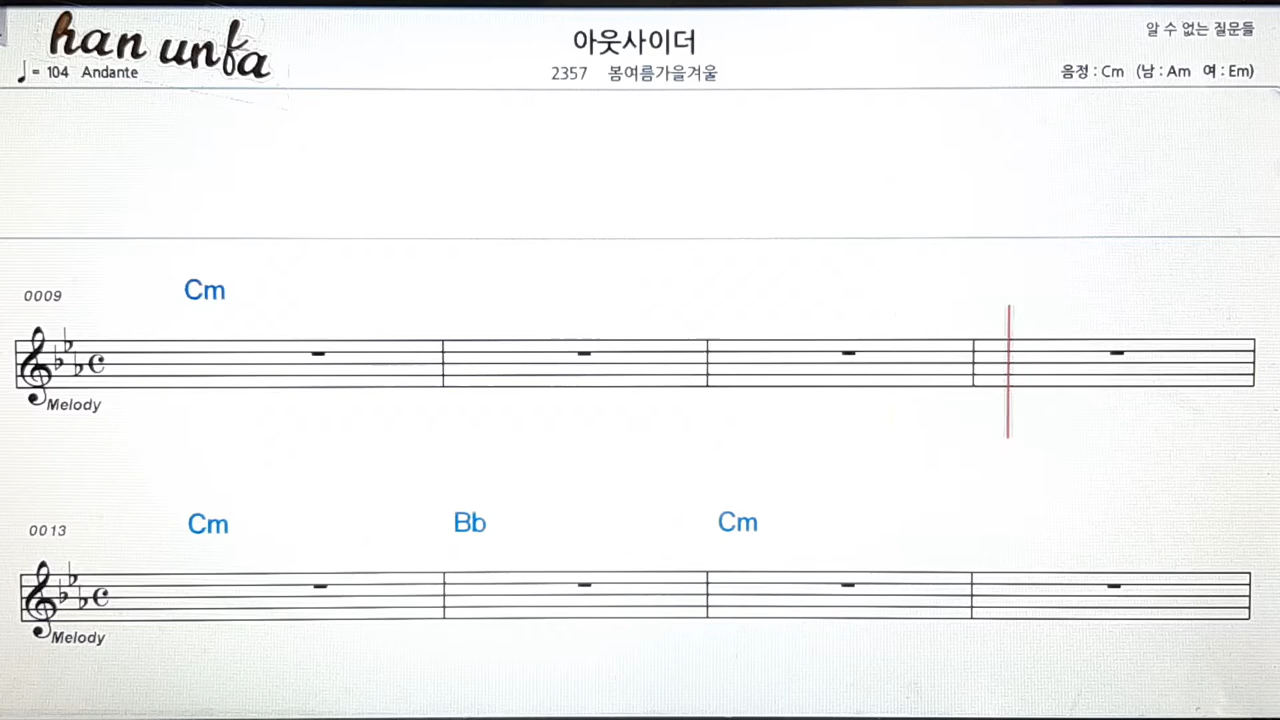 han unfa
아웃사이더
알 수 없는 질문들
♩= 104 Andante
2357 봄여름가을겨울
음정 : Cm (남 : Am 여 : Em)
0009 Cm
Melody
0013 Cm Bb Cm
Melody